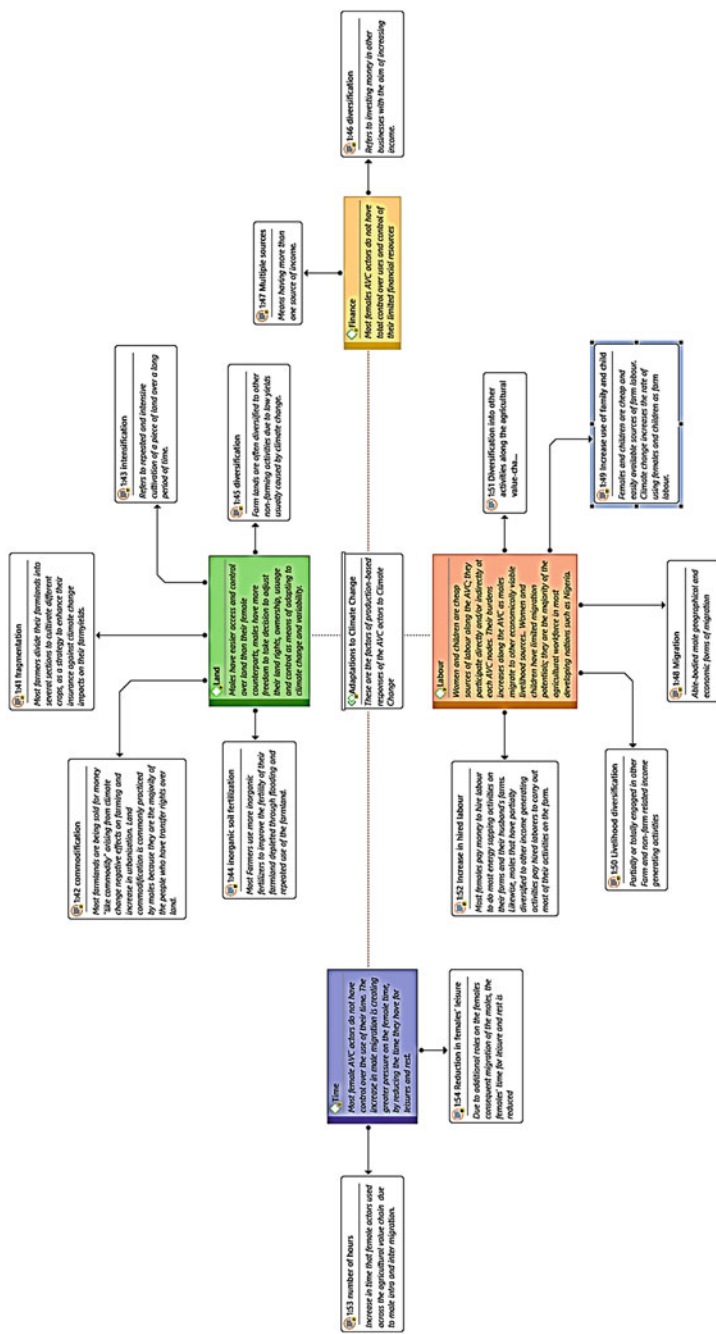 1:41 fragmentation
Most farmers divide their farmlands into
several sections to cultivate different
crops, as a strategy to enhance their
insurance against climate change
impacts on their farmyields.
1:42 commodification
Most farmlands are being sold for money
"like commodity" arising from climate
change negative effects on farming and
increase in urbanisation. Land
commodification is commonly practiced
by males because they are the majority of
the people who have transfer rights over
land.
1:43 intensification
Refers to repeated and intensive
cultivation of a piece of land over a long
period of time.
1:44 inorganic soil fertilization
Most Farmers use more inorganic
fertilizers to improve the fertility of their
farmland depleted through flooding and
repeated use of the farmland.
Land
Males have easier access and control
over land than their female
counterparts, males have more
freedom to take decision to adjust
their land rights, ownership, usuage
and control as means of adapting to
climate change and variability.
1:45 diversification
Farm lands are often diversified to other
non-farming activities due to low yields
usually caused by climate change.
1:47 Multiple sources
Means having more than
one source of income.
1:53 number of hours
Increase in time that female actors used
across the agricultural value chain due
to male intra and inter migration.
Time
Most female AVC actors do not have
control over the use of their time. The
increase in male migration is creating
greater pressure on the female time,
by reducing the time they have for
leisures and rest.
Adaptations to Climate Change
These are the factors of production-based
responses of the AVC actors to Climate
Change
Finance
Most females AVC actors do not have
total control over uses and control of
their limited financial resources
1:46 diversification
Refers to investing money in other
businesses with the aim of increasing
income.
1:54 Reduction in females' leisure
Due to additional roles on the females
consequent migration of the males, the
females' time for leisure and rest is
reduced
1:52 Increase in hired labour
Most females pay money to hire labour
to do most energy sapping activities on
their farms and their husband's farms.
Likewise, males that have partially
diversified to other income generating
activities pay hired laborers to carry out
most of their activities on the farm.
Labour
Women and children are cheap
sources of labour along the AVC; they
participate directly and/or indirectly at
each AVC nodes. Their burdens
increases along the AVC as males
migrate to other economically viable
livelihood sources.. Women and
children have limited migration
potentials; they are the majority of the
agricultural workforce in most
developing nations such as Nigeria.
1:51 Diversification into other
activities along the agricultural
value-cha...
1:50 Livelihood diversification
Partially or totally engaged in other
Farm and non-farm related income
generating activities
1:48 Migration
Able-bodied male geographical and
economic forms of migration
1:49 Increase use of family and child
Females and children are cheap and
easily available sources of farm labour.
Climate change increases the rate of
using females and children as farm
labour.